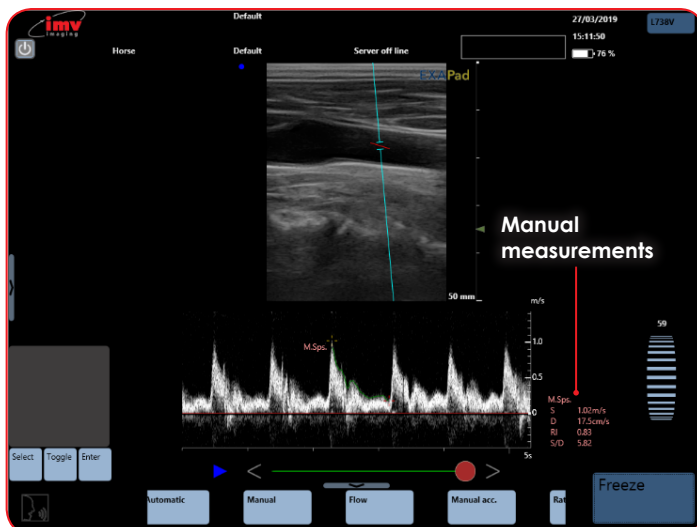 imv
imaging
Default
27/03/2019
L738V
15:11:50
Horse
Default
Server off line
76 %
EXAPad
Manual
measurements
50 mm
m/s
59
M.Sps.
1.0
0.5
0
M.Sps.
S 1.02m/s
D 17.5cm/s
RI 0.83
S/D 5.82
5s
Select
Toggle
Enter
< >
Freeze
Automatic
Manual
Flow
Manual acc.
Rat